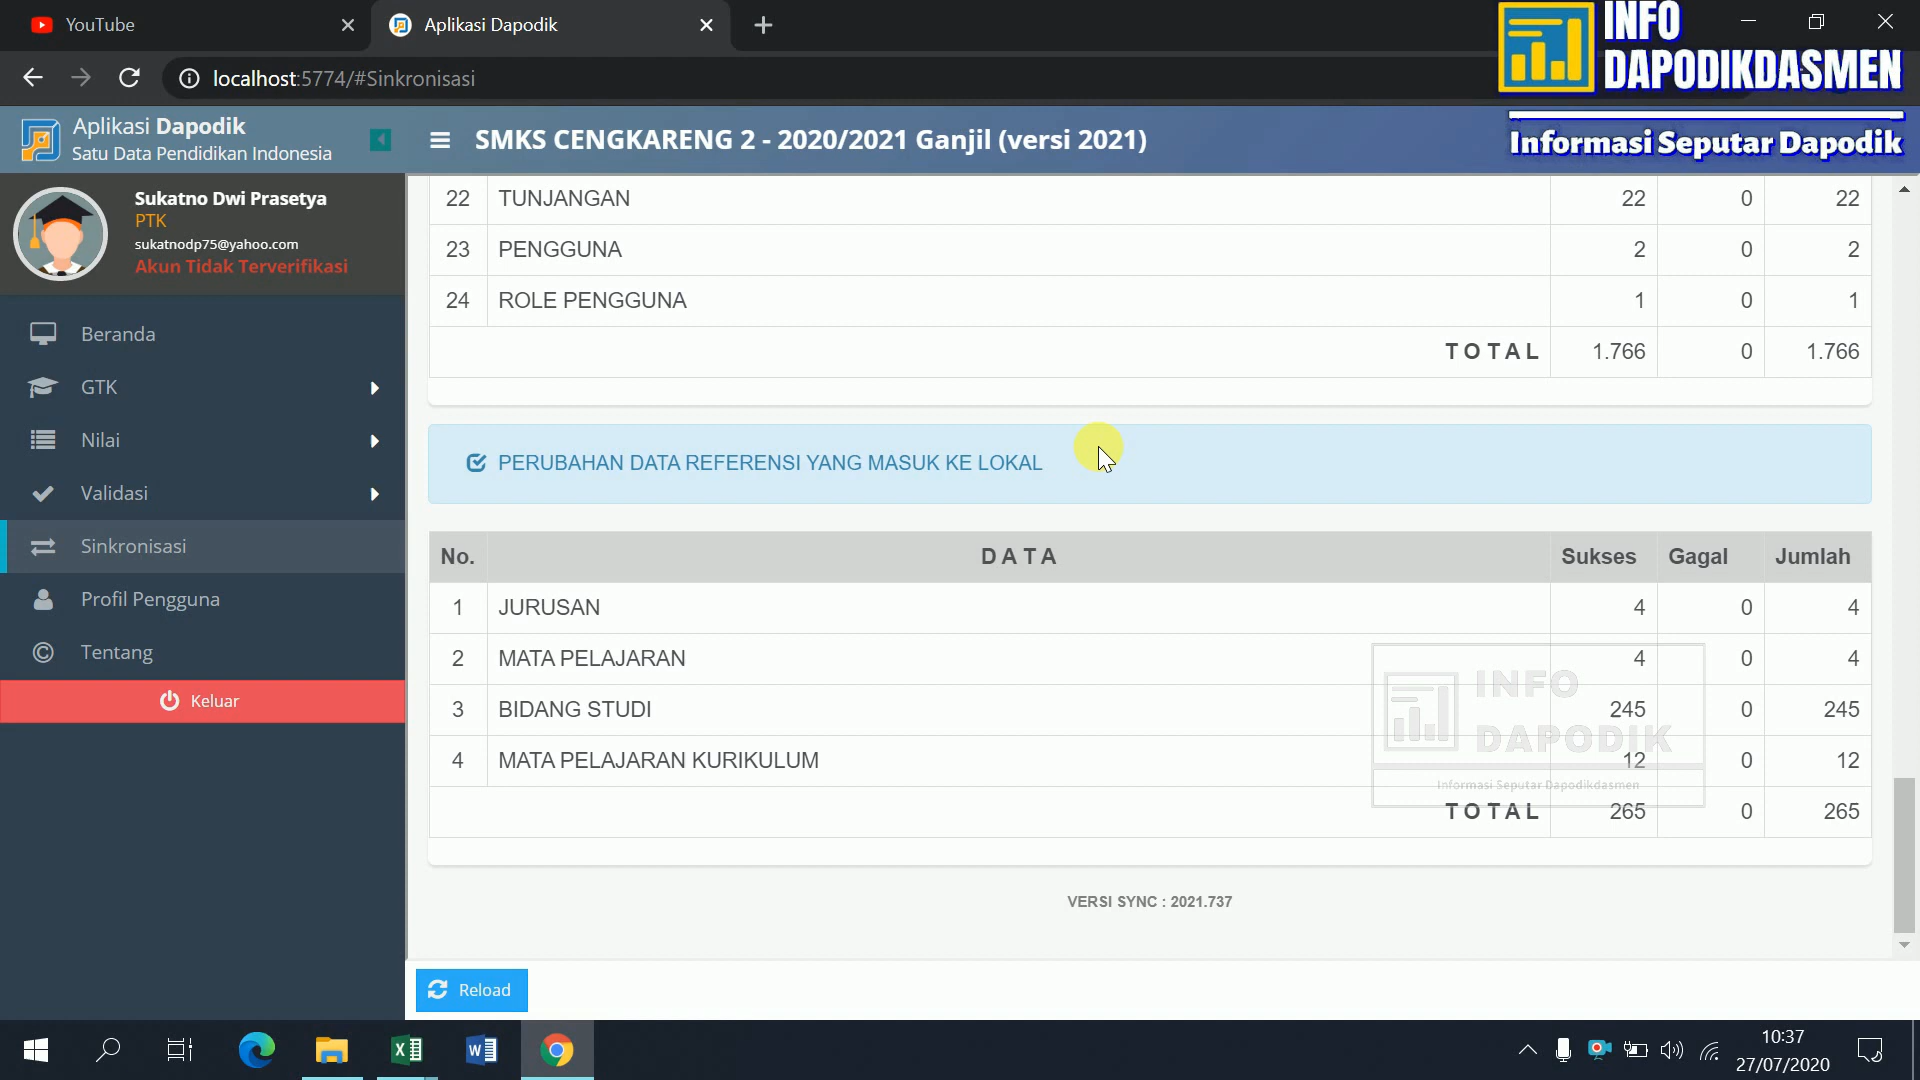 YouTube
Aplikasi Dapodik
INFO
DAPODIKDASMEN
localhost:5774/#Sinkronisasi
Aplikasi Dapodik
Satu Data Pendidikan Indonesia
SMKS CENGKARENG 2 - 2020/2021 Ganjil (versi 2021)
Informasi Seputar Dapodik
Sukatno Dwi Prasetya
PTK
sukatnodp75@yahoo.com
Akun Tidak Terverifikasi
Beranda
GTK
Nilai
Validasi
Sinkronisasi
Profil Pengguna
Tentang
Keluar
22 TUNJANGAN 22 0 22
23 PENGGUNA 2 0 2
24 ROLE PENGGUNA 1 0 1
TOTAL 1.766 0 1.766
PERUBAHAN DATA REFERENSI YANG MASUK KE LOKAL
No. DATA Sukses Gagal Jumlah
1 JURUSAN 4 0 4
2 MATA PELAJARAN 4 0 4
3 BIDANG STUDI 245 0 245
4 MATA PELAJARAN KURIKULUM 12 0 12
TOTAL 265 0 265
INFO
DAPODIK
Informasi Seputar Dapodikdasmen
VERSI SYNC : 2021.737
Reload
10:37
27/07/2020